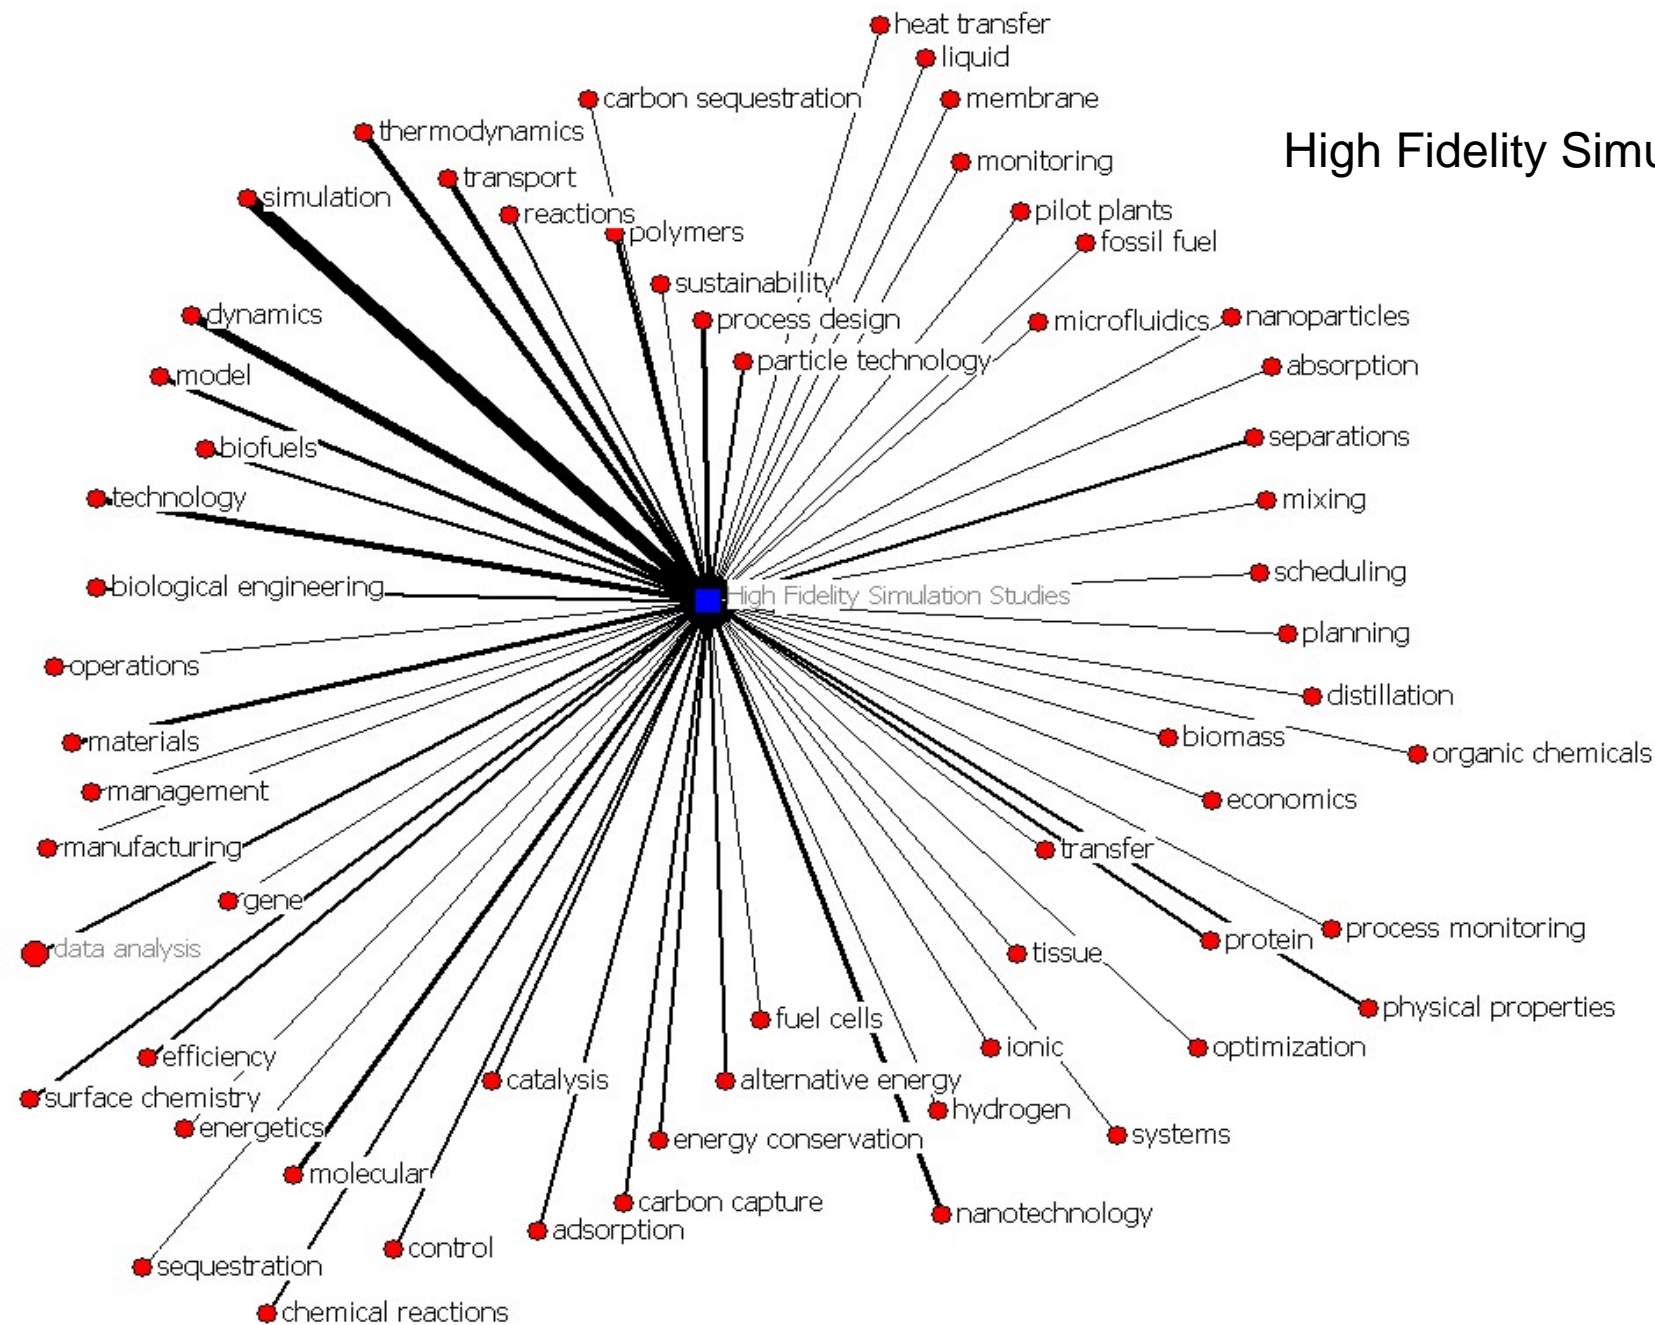 heat transfer
liquid
carbon sequestration
membrane
thermodynamics
High Fidelity Simu
monitoring
transport
simulation
reactions
pilot plants
polymers
fossil fuel
sustainability
dynamics
process design
microfluidics
nanoparticles
particle technology
absorption
model
separations
biofuels
technology
mixing
scheduling
biological engineering
High Fidelity Simulation Studies
planning
operations
distillation
materials
biomass
organic chemicals
management
economics
manufacturing
transfer
gene
process monitoring
protein
data analysis
tissue
physical properties
fuel cells
ionic
optimization
efficiency
catalysis
alternative energy
surface chemistry
hydrogen
energetics
systems
energy conservation
molecular
carbon capture
nanotechnology
adsorption
control
sequestration
chemical reactions